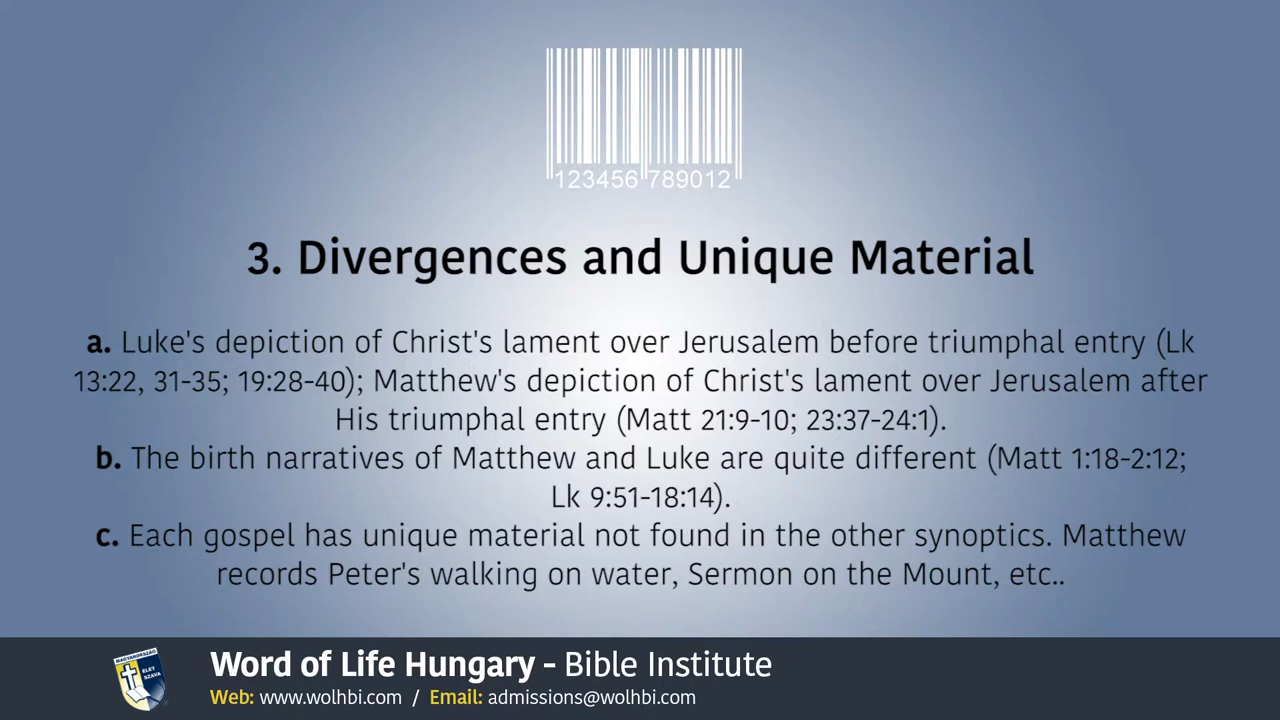 123456 789012
3. Divergences and Unique Material
a. Luke's depiction of Christ's lament over Jerusalem before triumphal entry (Lk
13:22, 31-35; 19:28-40); Matthew's depiction of Christ's lament over Jerusalem after
His triumphal entry (Matt 21:9-10; 23:37-24:1).
b. The birth narratives of Matthew and Luke are quite different (Matt 1:18-2:12;
Lk 9:51-18:14).
c. Each gospel has unique material not found in the other synoptics. Matthew
records Peter's walking on water, Sermon on the Mount, etc..
MAGYARORSZÁG
ÉLET
SZAVA
Word of Life Hungary - Bible Institute
Web: www.wolhbi.com / Email: admissions@wolhbi.com